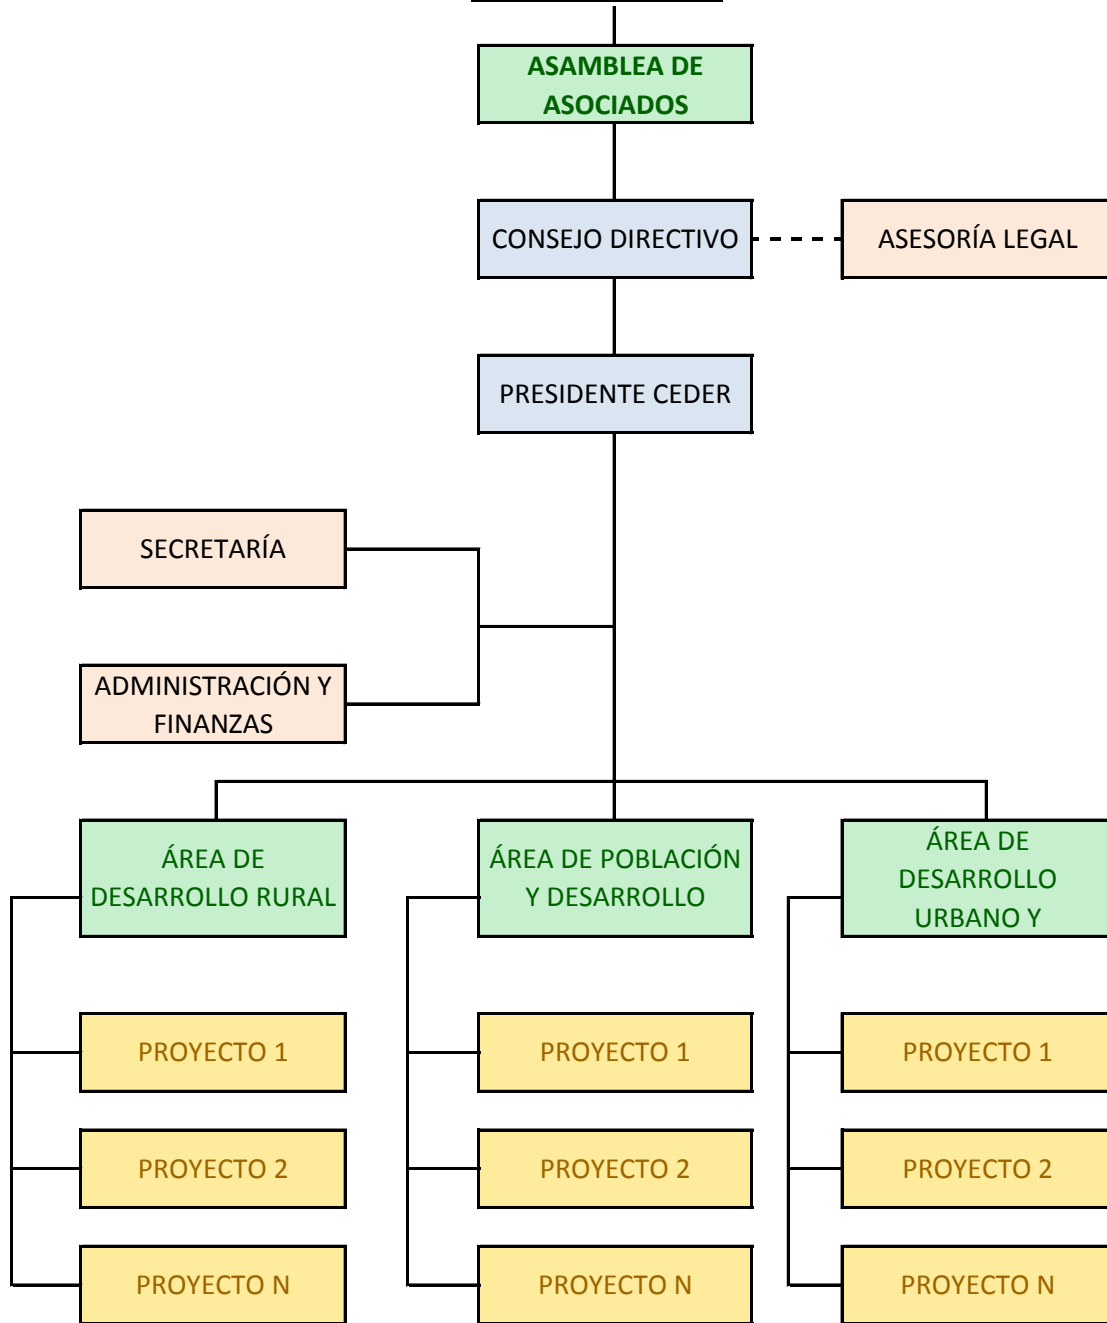 ASAMBLEA DE
ASOCIADOS
CONSEJO DIRECTIVO
ASESORÍA LEGAL
PRESIDENTE CEDER
SECRETARÍA
ADMINISTRACIÓN Y
FINANZAS
ÁREA DE
DESARROLLO RURAL
ÁREA DE POBLACIÓN
Y DESARROLLO
ÁREA DE
DESARROLLO
URBANO Y
PROYECTO 1
PROYECTO 1
PROYECTO 1
PROYECTO 2
PROYECTO 2
PROYECTO 2
PROYECTO N
PROYECTO N
PROYECTO N